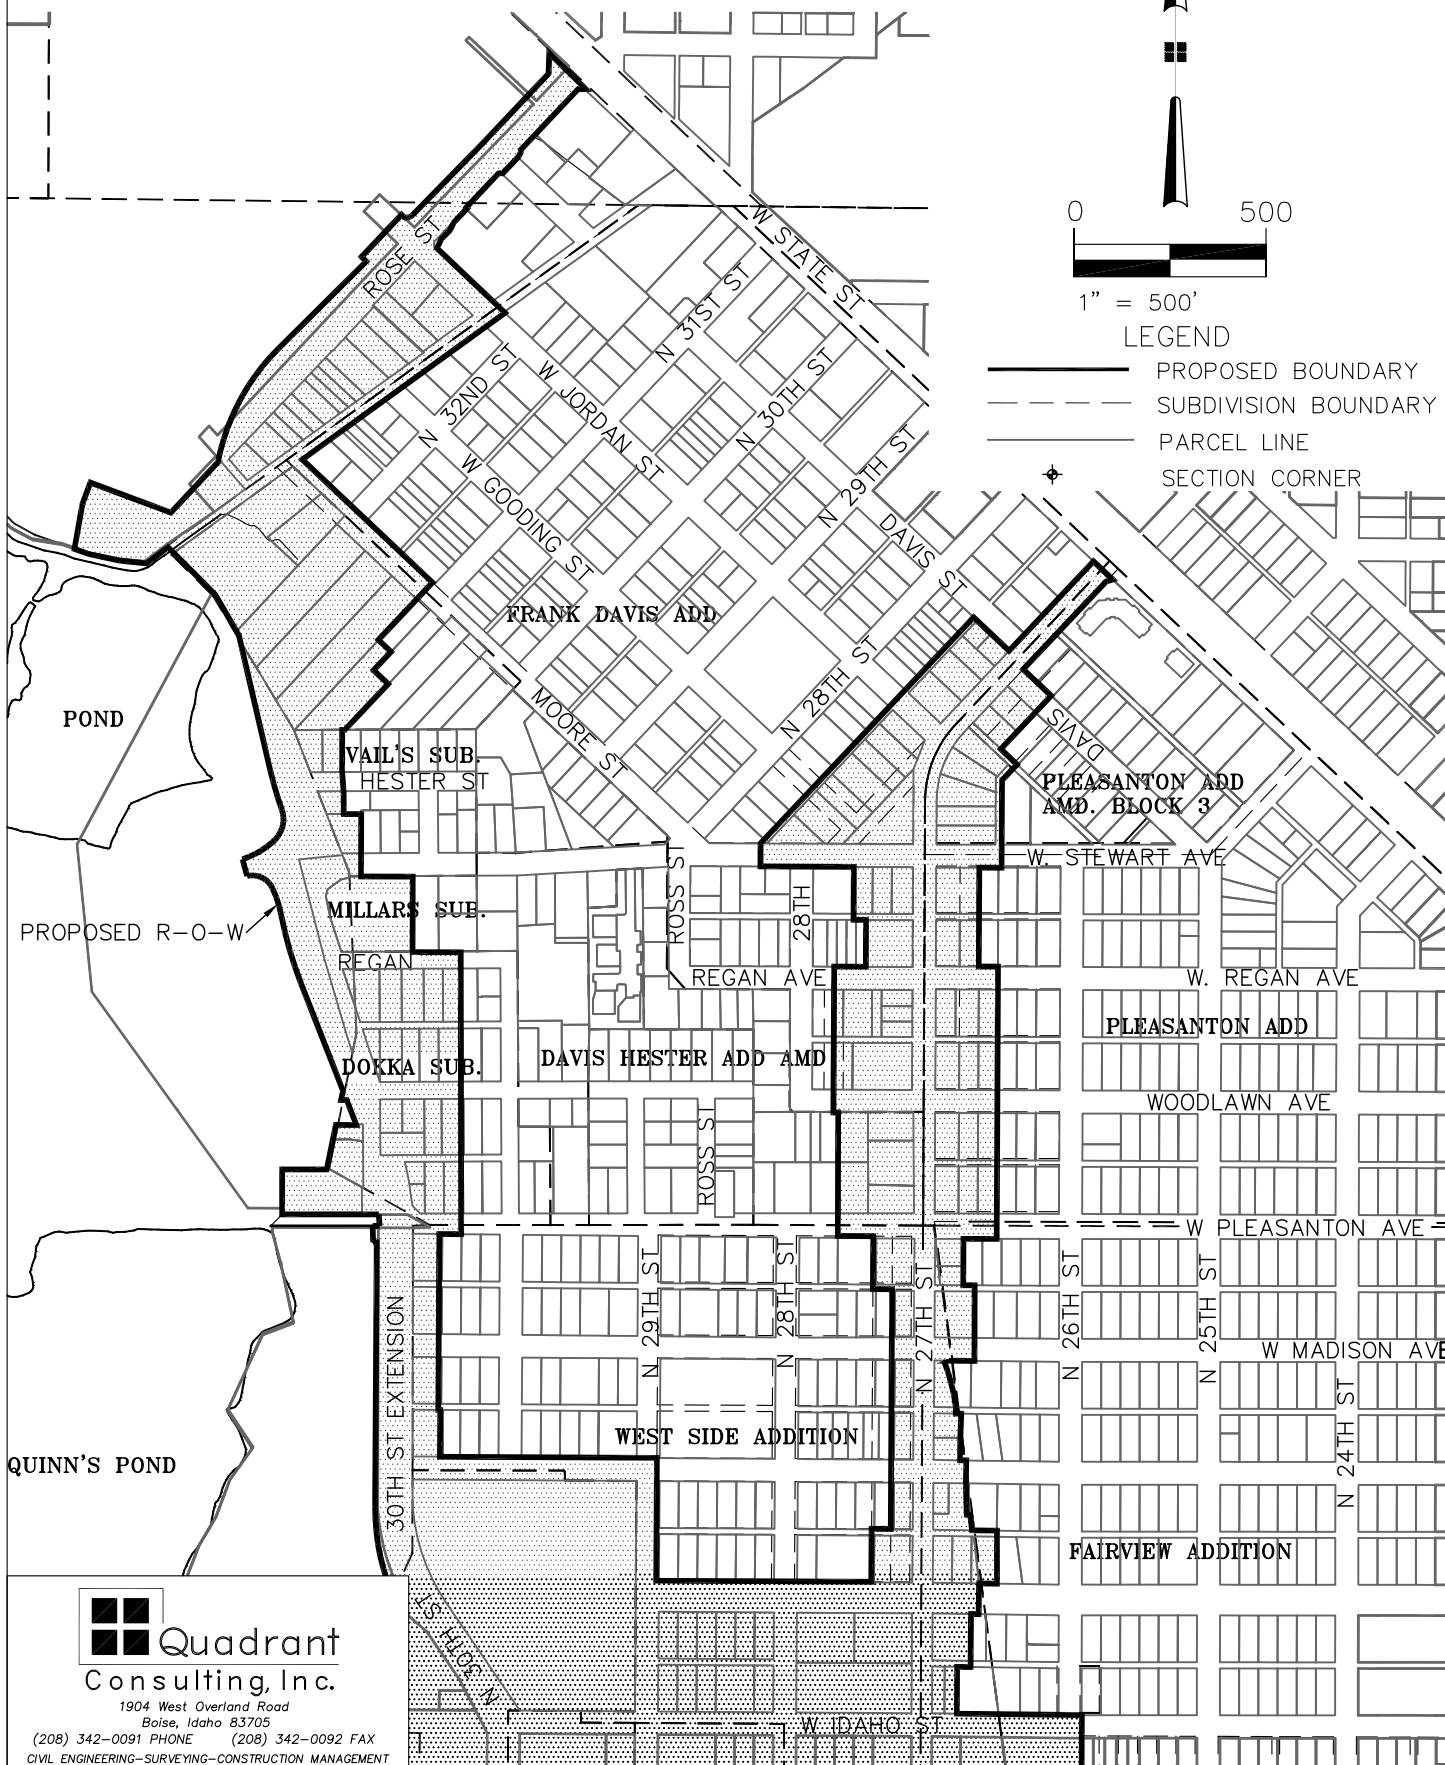 0 500
1" = 500'
LEGEND
PROPOSED BOUNDARY
SUBDIVISION BOUNDARY
PARCEL LINE
SECTION CORNER
W STATE ST
ROSE ST
N 31ST ST
N 32ND ST
W JORDAN ST
N 30TH ST
W GOODING ST
N 29TH ST
DAVIS ST
FRANK DAVIS ADD
N 28TH ST
MOORE ST
POND
VAIL'S SUB.
HESTER ST
DAVIS
PLEASANTON ADD
AMD. BLOCK 3
W. STEWART AVE
ROSS ST
28TH
MILLARS SUB.
PROPOSED R-O-W
REGAN
REGAN AVE
W. REGAN AVE
PLEASANTON ADD
DOKKA SUB.
DAVIS HESTER ADD AMD
WOODLAWN AVE
ROSS ST
W PLEASANTON AVE
N 29TH ST
N 28TH ST
N 27TH ST
N 26TH ST
N 25TH ST
W MADISON AVE
30TH ST EXTENSION
N 24TH ST
WEST SIDE ADDITION
QUINN'S POND
FAIRVIEW ADDITION
N 30TH ST
W IDAHO ST
Quadrant
Consulting, Inc.
1904 West Overland Road
Boise, Idaho 83705
(208) 342-0091 PHONE (208) 342-0092 FAX
CIVIL ENGINEERING-SURVEYING-CONSTRUCTION MANAGEMENT